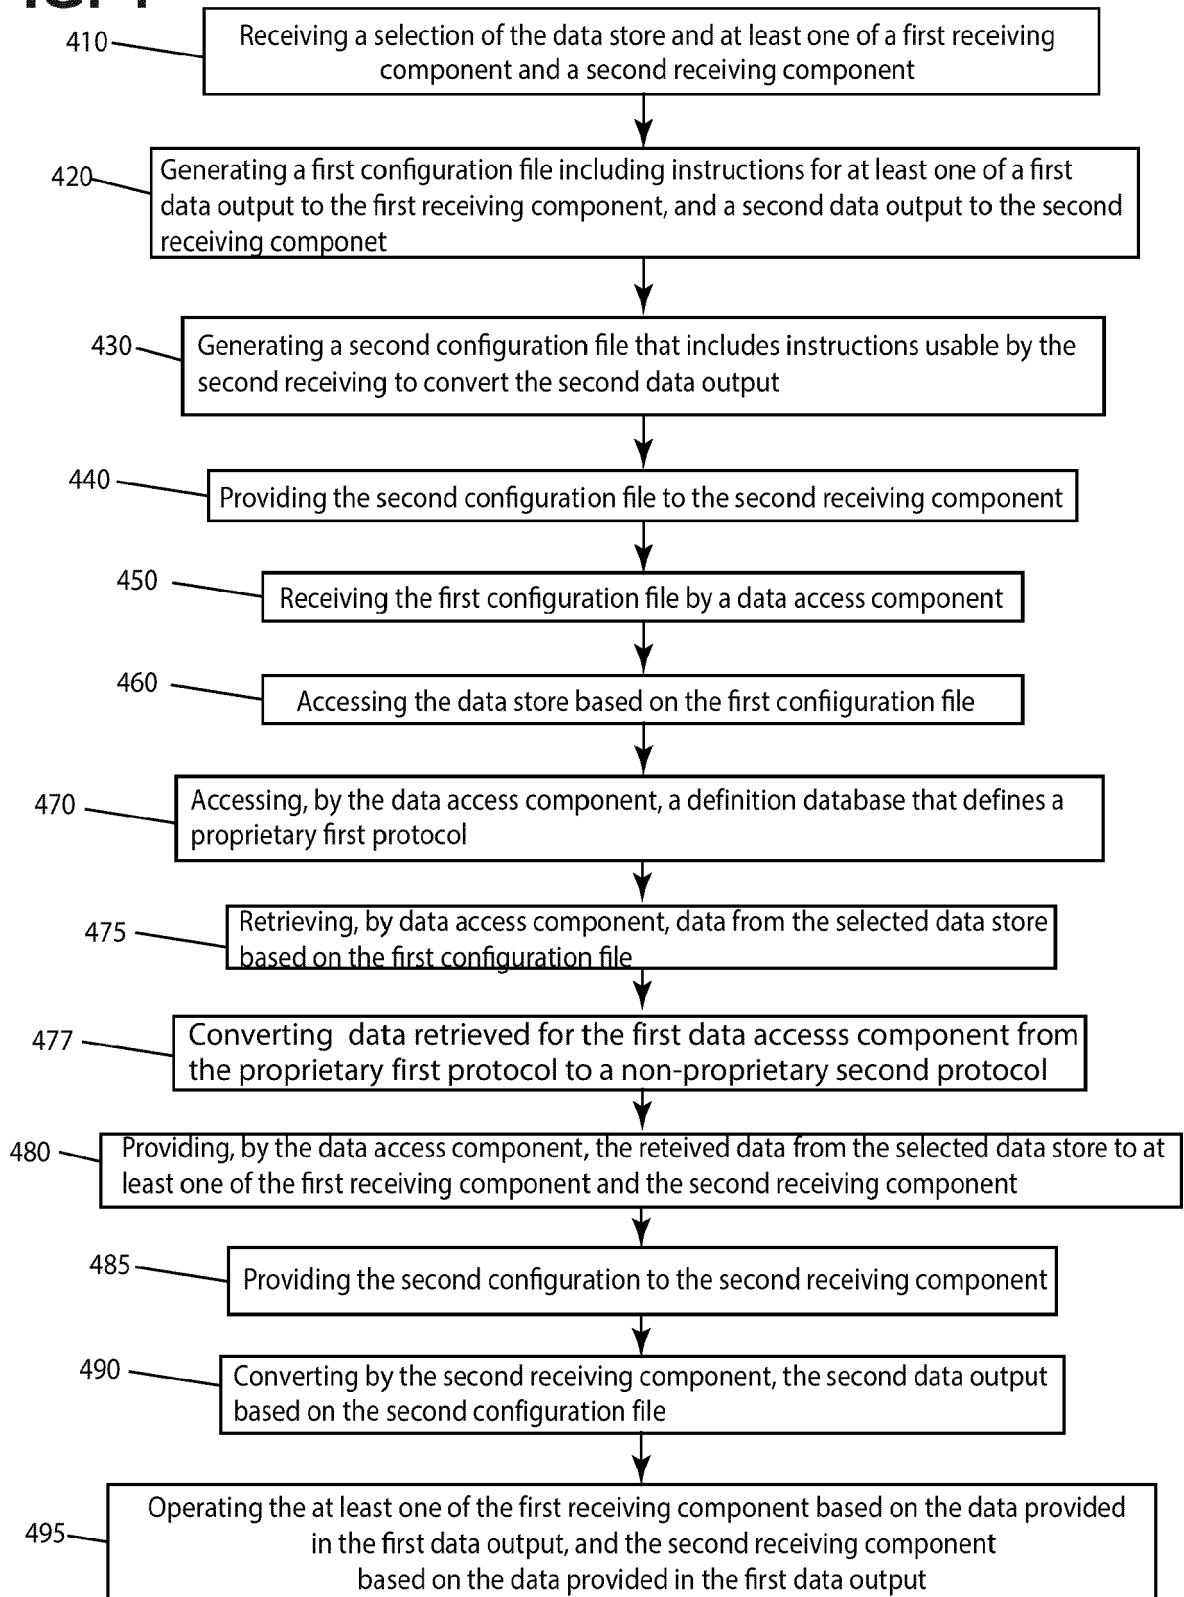 410
Receiving a selection of the data store and at least one of a first receiving
component and a second receiving component
420
Generating a first configuration file including instructions for at least one of a first
data output to the first receiving component, and a second data output to the second
receiving componet
430
Generating a second configuration file that includes instructions usable by the
second receiving to convert the second data output
440
Providing the second configuration file to the second receiving component
450
Receiving the first configuration file by a data access component
460
Accessing the data store based on the first confiiguration file
470
Accessing, by the data access component, a definition database that defines a
proprietary first protocol
475
Retrieving, by data access component, data from the selected data store
based on the first configuration file
477
Converting data retrieved for the first data accesss component from
the proprietary first protocol to a non-proprietary second protocol
480
Providing, by the data access component, the reteived data from the selected data store to at
least one of the first receiving component and the second receiving component
485
Providing the second configuration to the second receiving component
490
Converting by the second receiving component, the second data output
based on the second configuration file
495
Operating the at least one of the first receiving component based on the data provided
in the first data output, and the second receiving component
based on the data provided in the first data output